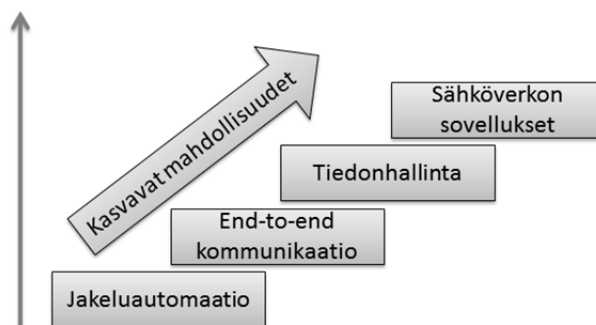 Kasvavat mahdollisuudet
Sähköverkon
sovellukset
Tiedonhallinta
End-to-end
kommunikaatio
Jakeluautomaatio